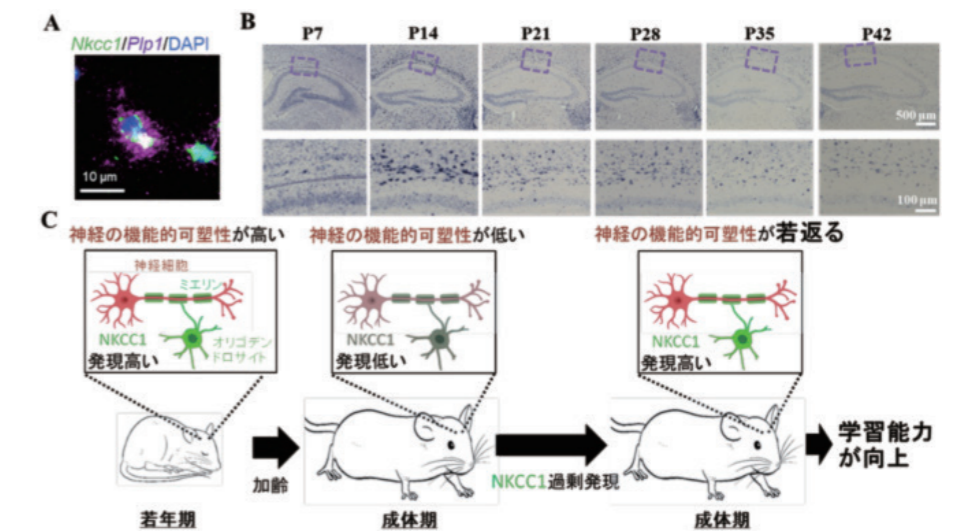 A
Nkcc1/Plp1/DAPI
10 μm
B
P7 P14 P21 P28 P35 P42
500 μm
100 μm
C
神経の機能的可塑性が高い
神経細胞
ミエリン
NKCC1
発現高い
オリゴデン
ドロサイト
神経の機能的可塑性が低い
NKCC1
発現低い
神経の機能的可塑性が若返る
NKCC1
発現高い
加齢
NKCC1過剰発現
学習能力
が向上
若年期
成体期
成体期